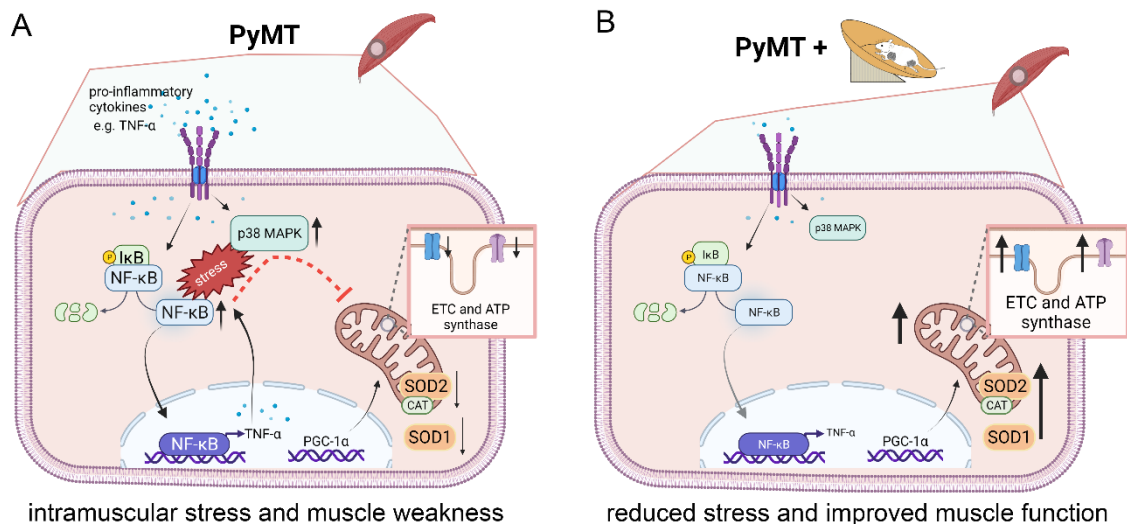 A
PyMT
pro-inflammatory
cytokines
e.g. TNF-α
p38 MAPK
P
IκB
NF-κB
stress
NF-κB
ETC and ATP
synthase
SOD2
CAT
SOD1
NF-κB
TNF-α
PGC-1α
intramuscular stress and muscle weakness
B
PyMT +
p38 MAPK
P
IκB
NF-κB
NF-κB
ETC and ATP
synthase
SOD2
CAT
SOD1
NF-κB
TNF-α
PGC-1α
reduced stress and improved muscle function